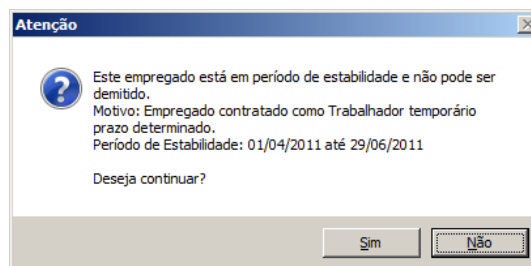 Atenção
Este empregado está em período de estabilidade e não pode ser
demitido.
Motivo: Empregado contratado como Trabalhador temporário
prazo determinado.
Período de Estabilidade: 01/04/2011 até 29/06/2011
Deseja continuar?
Sim
Não